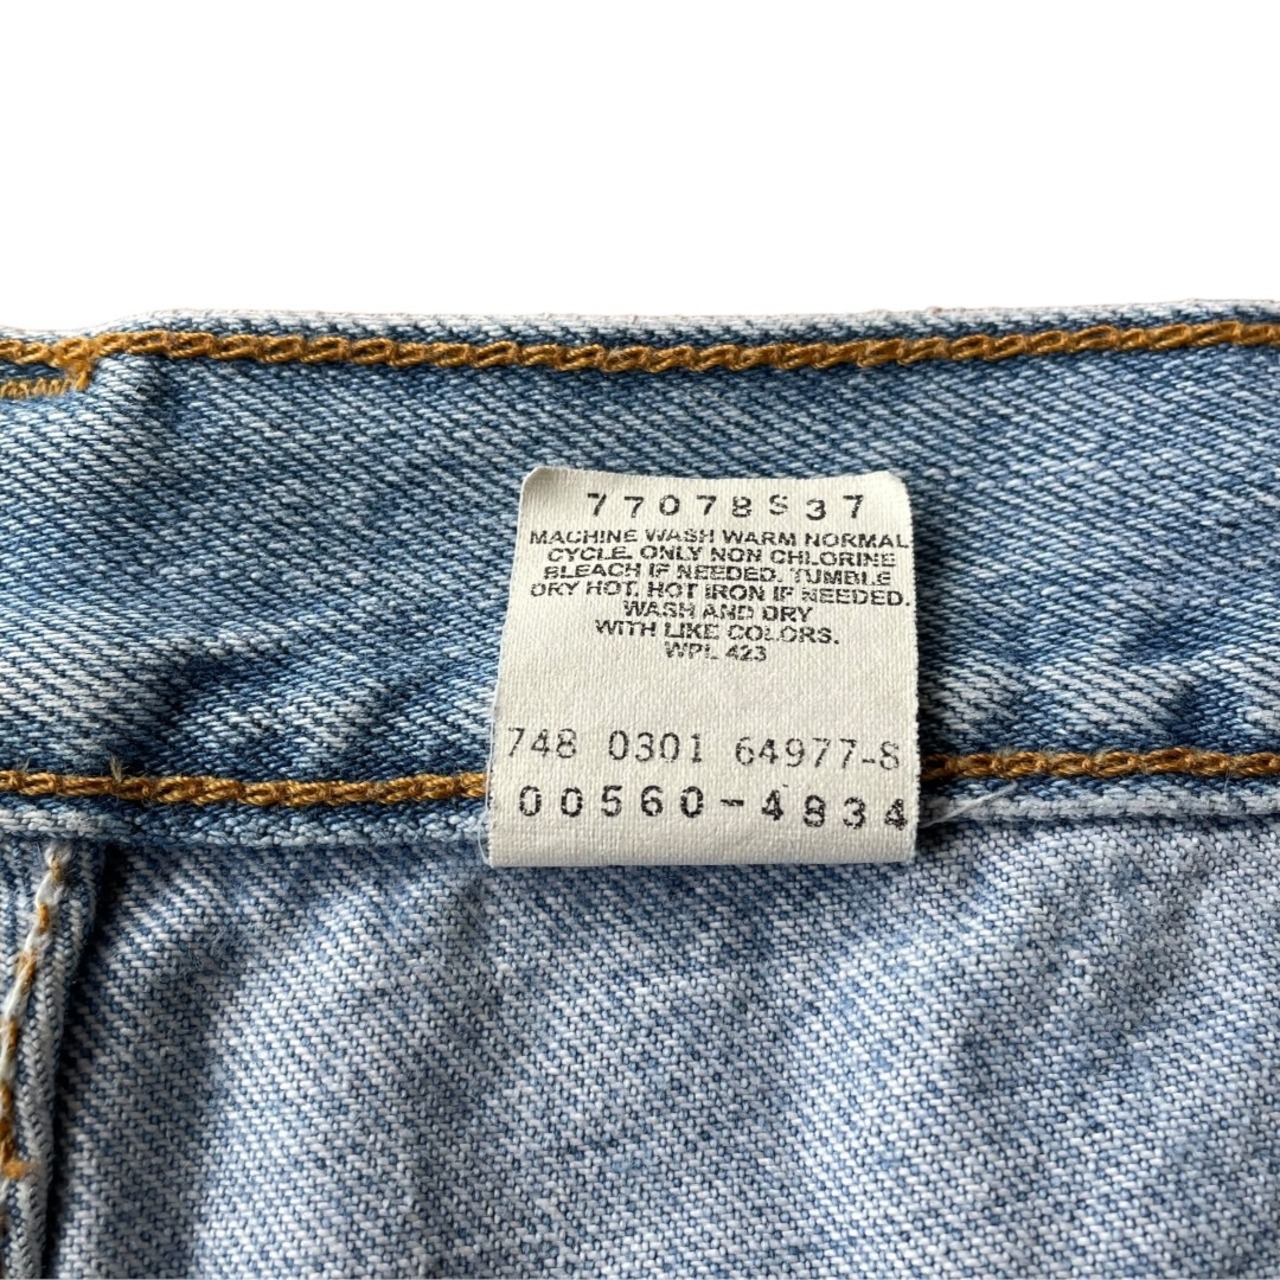 77078S37
MACHINE WASH WARM NORMAL
CYCLE. ONLY NON CHLORINE
BLEACH IF NEEDED. TUMBLE
DRY HOT. HOT IRON IF NEEDED.
WASH AND DRY
WITH LIKE COLORS.
WPL 423
748 0301 64977-8
00560-4834